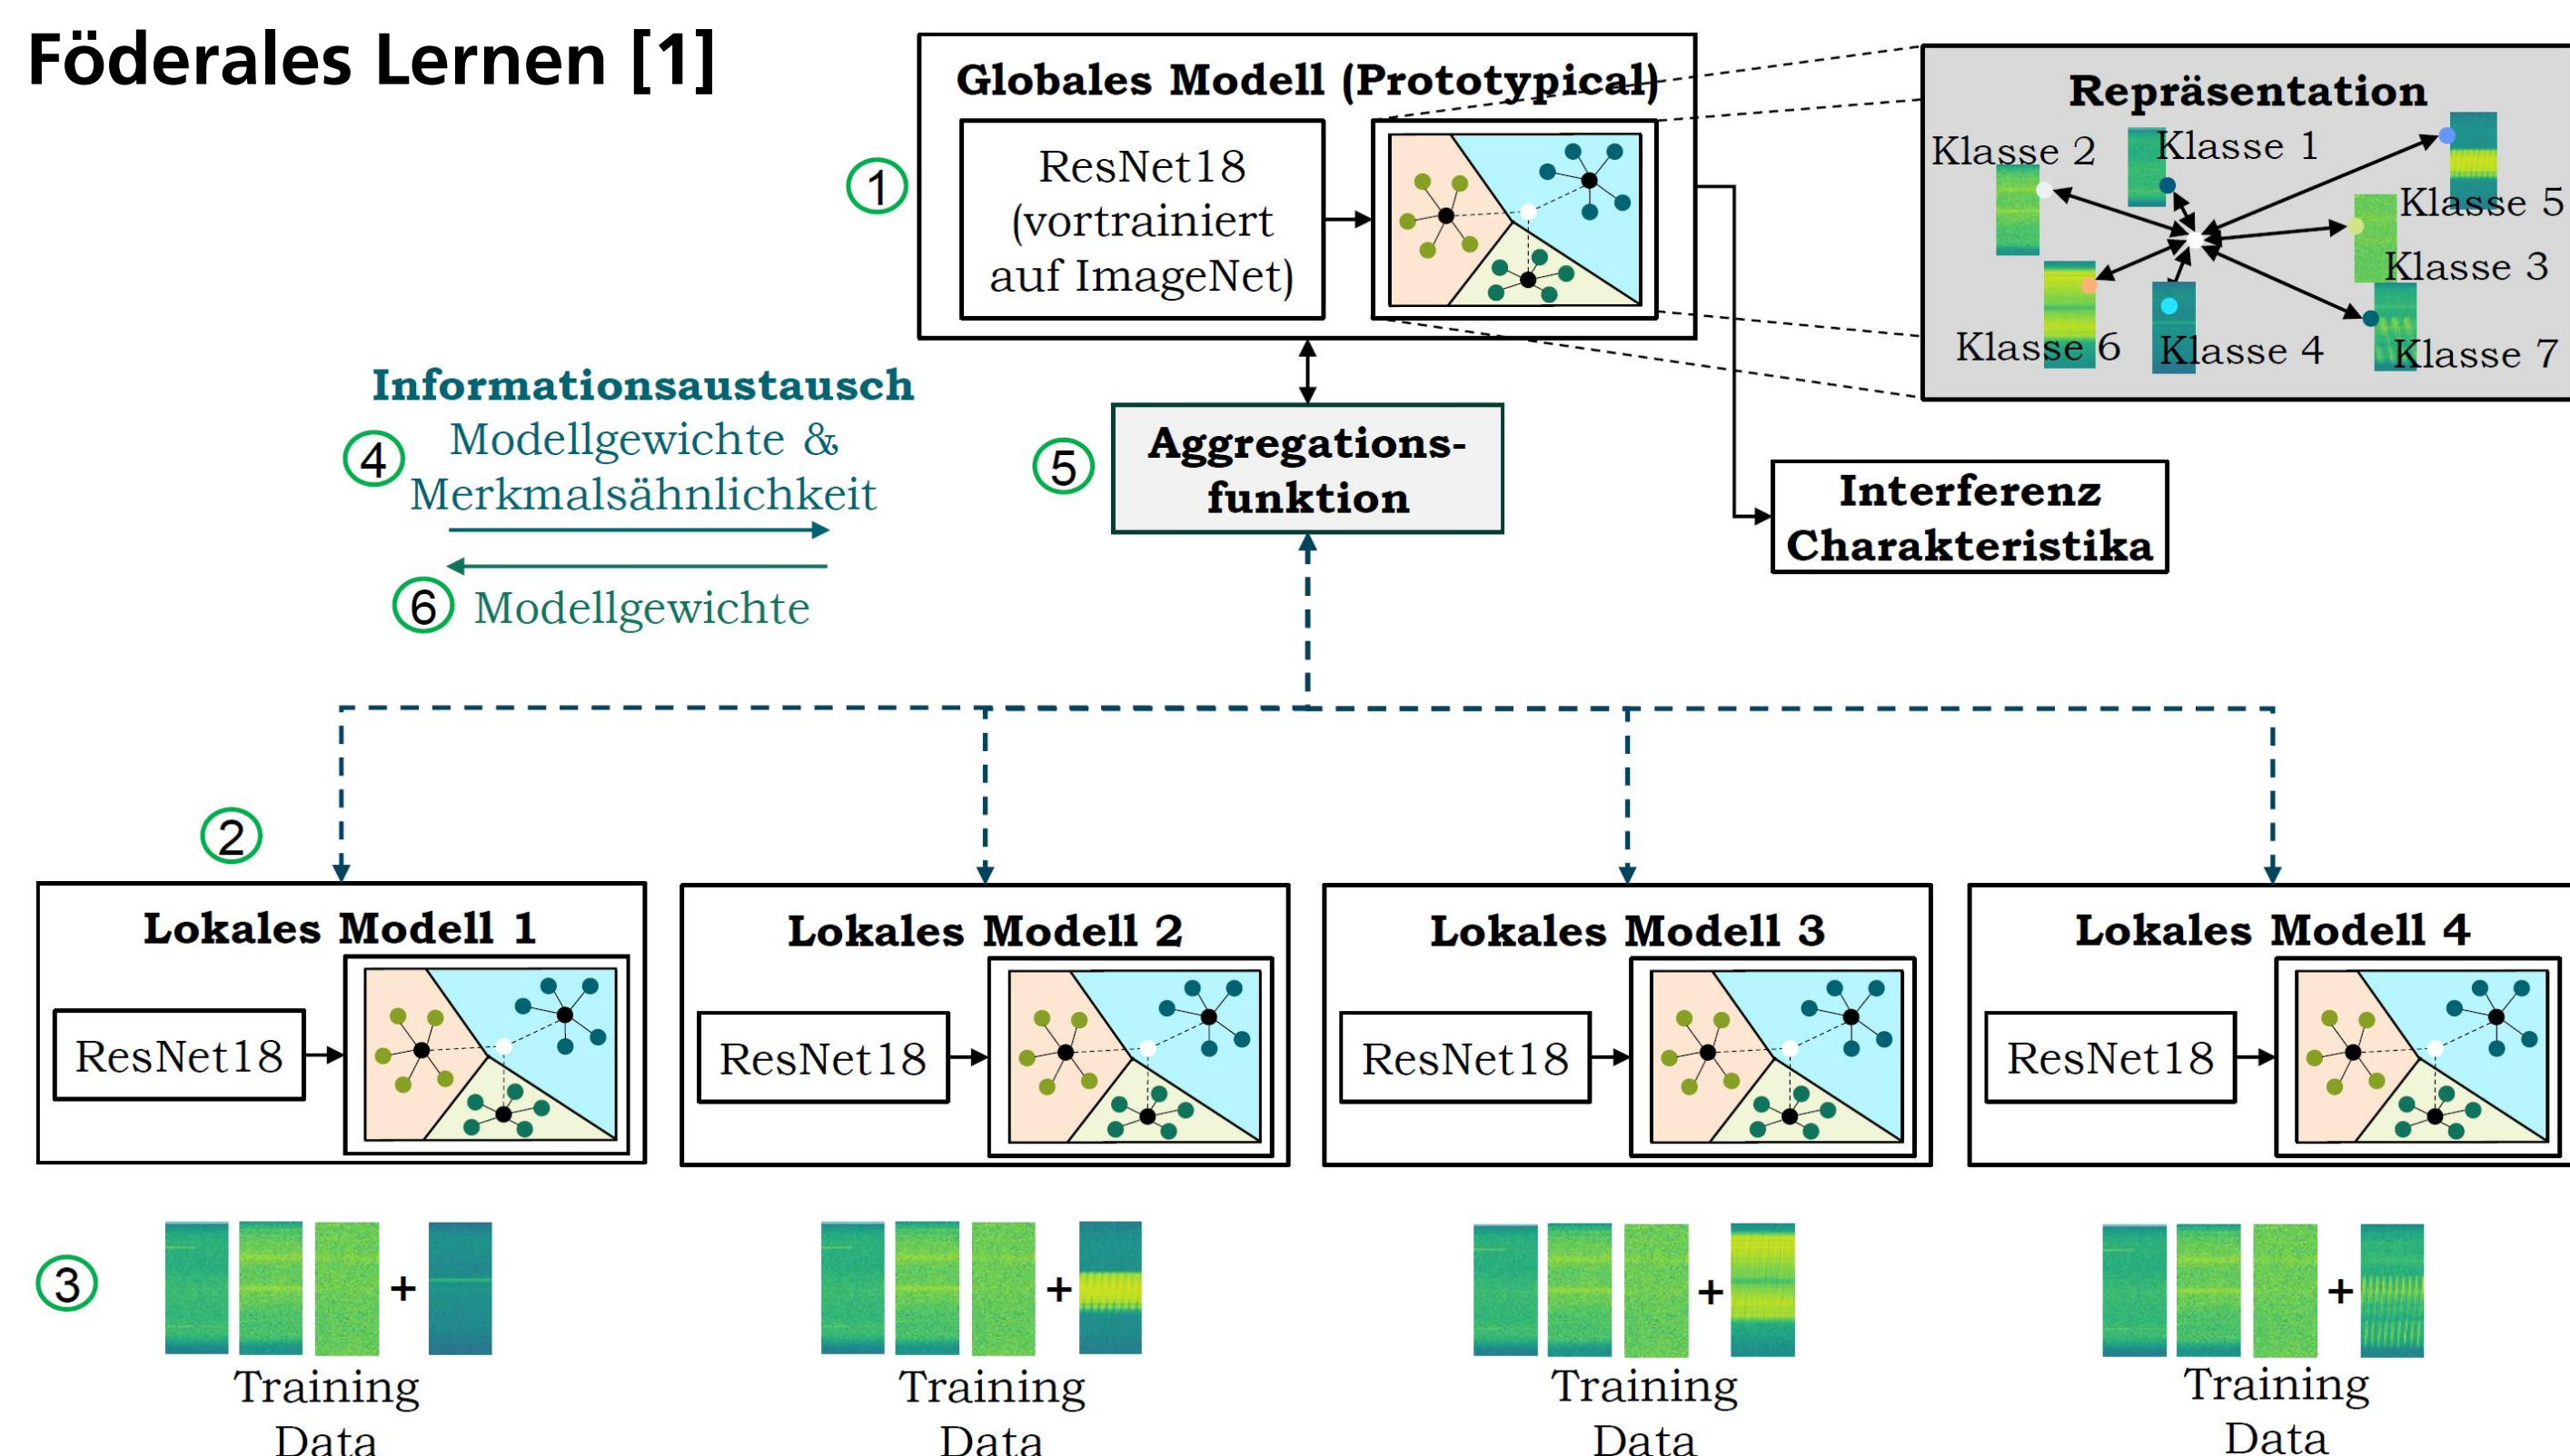 Föderales Lernen [1]
Globales Modell (Prototypical)
1
ResNet18
(vortrainiert
auf ImageNet)
Repräsentation
Klasse 2
Klasse 1
Klasse 5
Klasse 3
Klasse 6
Klasse 4
Klasse 7
Informationsaustausch
4
Modellgewichte &
Merkmalsähnlichkeit
6
Modellgewichte
5
Aggregations-
funktion
Interferenz
Charakteristika
2
Lokales Modell 1
ResNet18
Lokales Modell 2
ResNet18
Lokales Modell 3
ResNet18
Lokales Modell 4
ResNet18
3
+
Training
Data
+
Training
Data
+
Training
Data
+
Training
Data